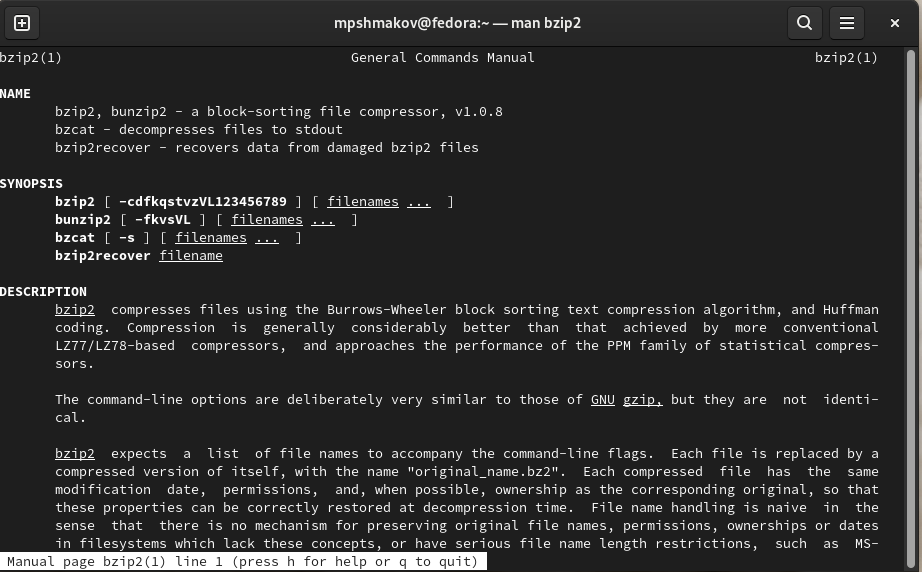 mpshmakov@fedora:~ — man bzip2
bzip2(1) General Commands Manual bzip2(1)
NAME
bzip2, bunzip2 - a block-sorting file compressor, v1.0.8
bzcat - decompresses files to stdout
bzip2recover - recovers data from damaged bzip2 files
SYNOPSIS
bzip2 [ -cdfkqstvzVL123456789 ] [ filenames ... ]
bunzip2 [ -fkvsVL ] [ filenames ... ]
bzcat [ -s ] [ filenames ... ]
bzip2recover filename
DESCRIPTION
bzip2 compresses files using the Burrows-Wheeler block sorting text compression algorithm, and Huffman
coding. Compression is generally considerably better than that achieved by more conventional
LZ77/LZ78-based compressors, and approaches the performance of the PPM family of statistical compres-
sors.
The command-line options are deliberately very similar to those of GNU gzip, but they are not identi-
cal.
bzip2 expects a list of file names to accompany the command-line flags. Each file is replaced by a
compressed version of itself, with the name "original_name.bz2". Each compressed file has the same
modification date, permissions, and, when possible, ownership as the corresponding original, so that
these properties can be correctly restored at decompression time. File name handling is naive in the
sense that there is no mechanism for preserving original file names, permissions, ownerships or dates
in filesystems which lack these concepts, or have serious file name length restrictions, such as MS-
Manual page bzip2(1) line 1 (press h for help or q to quit)